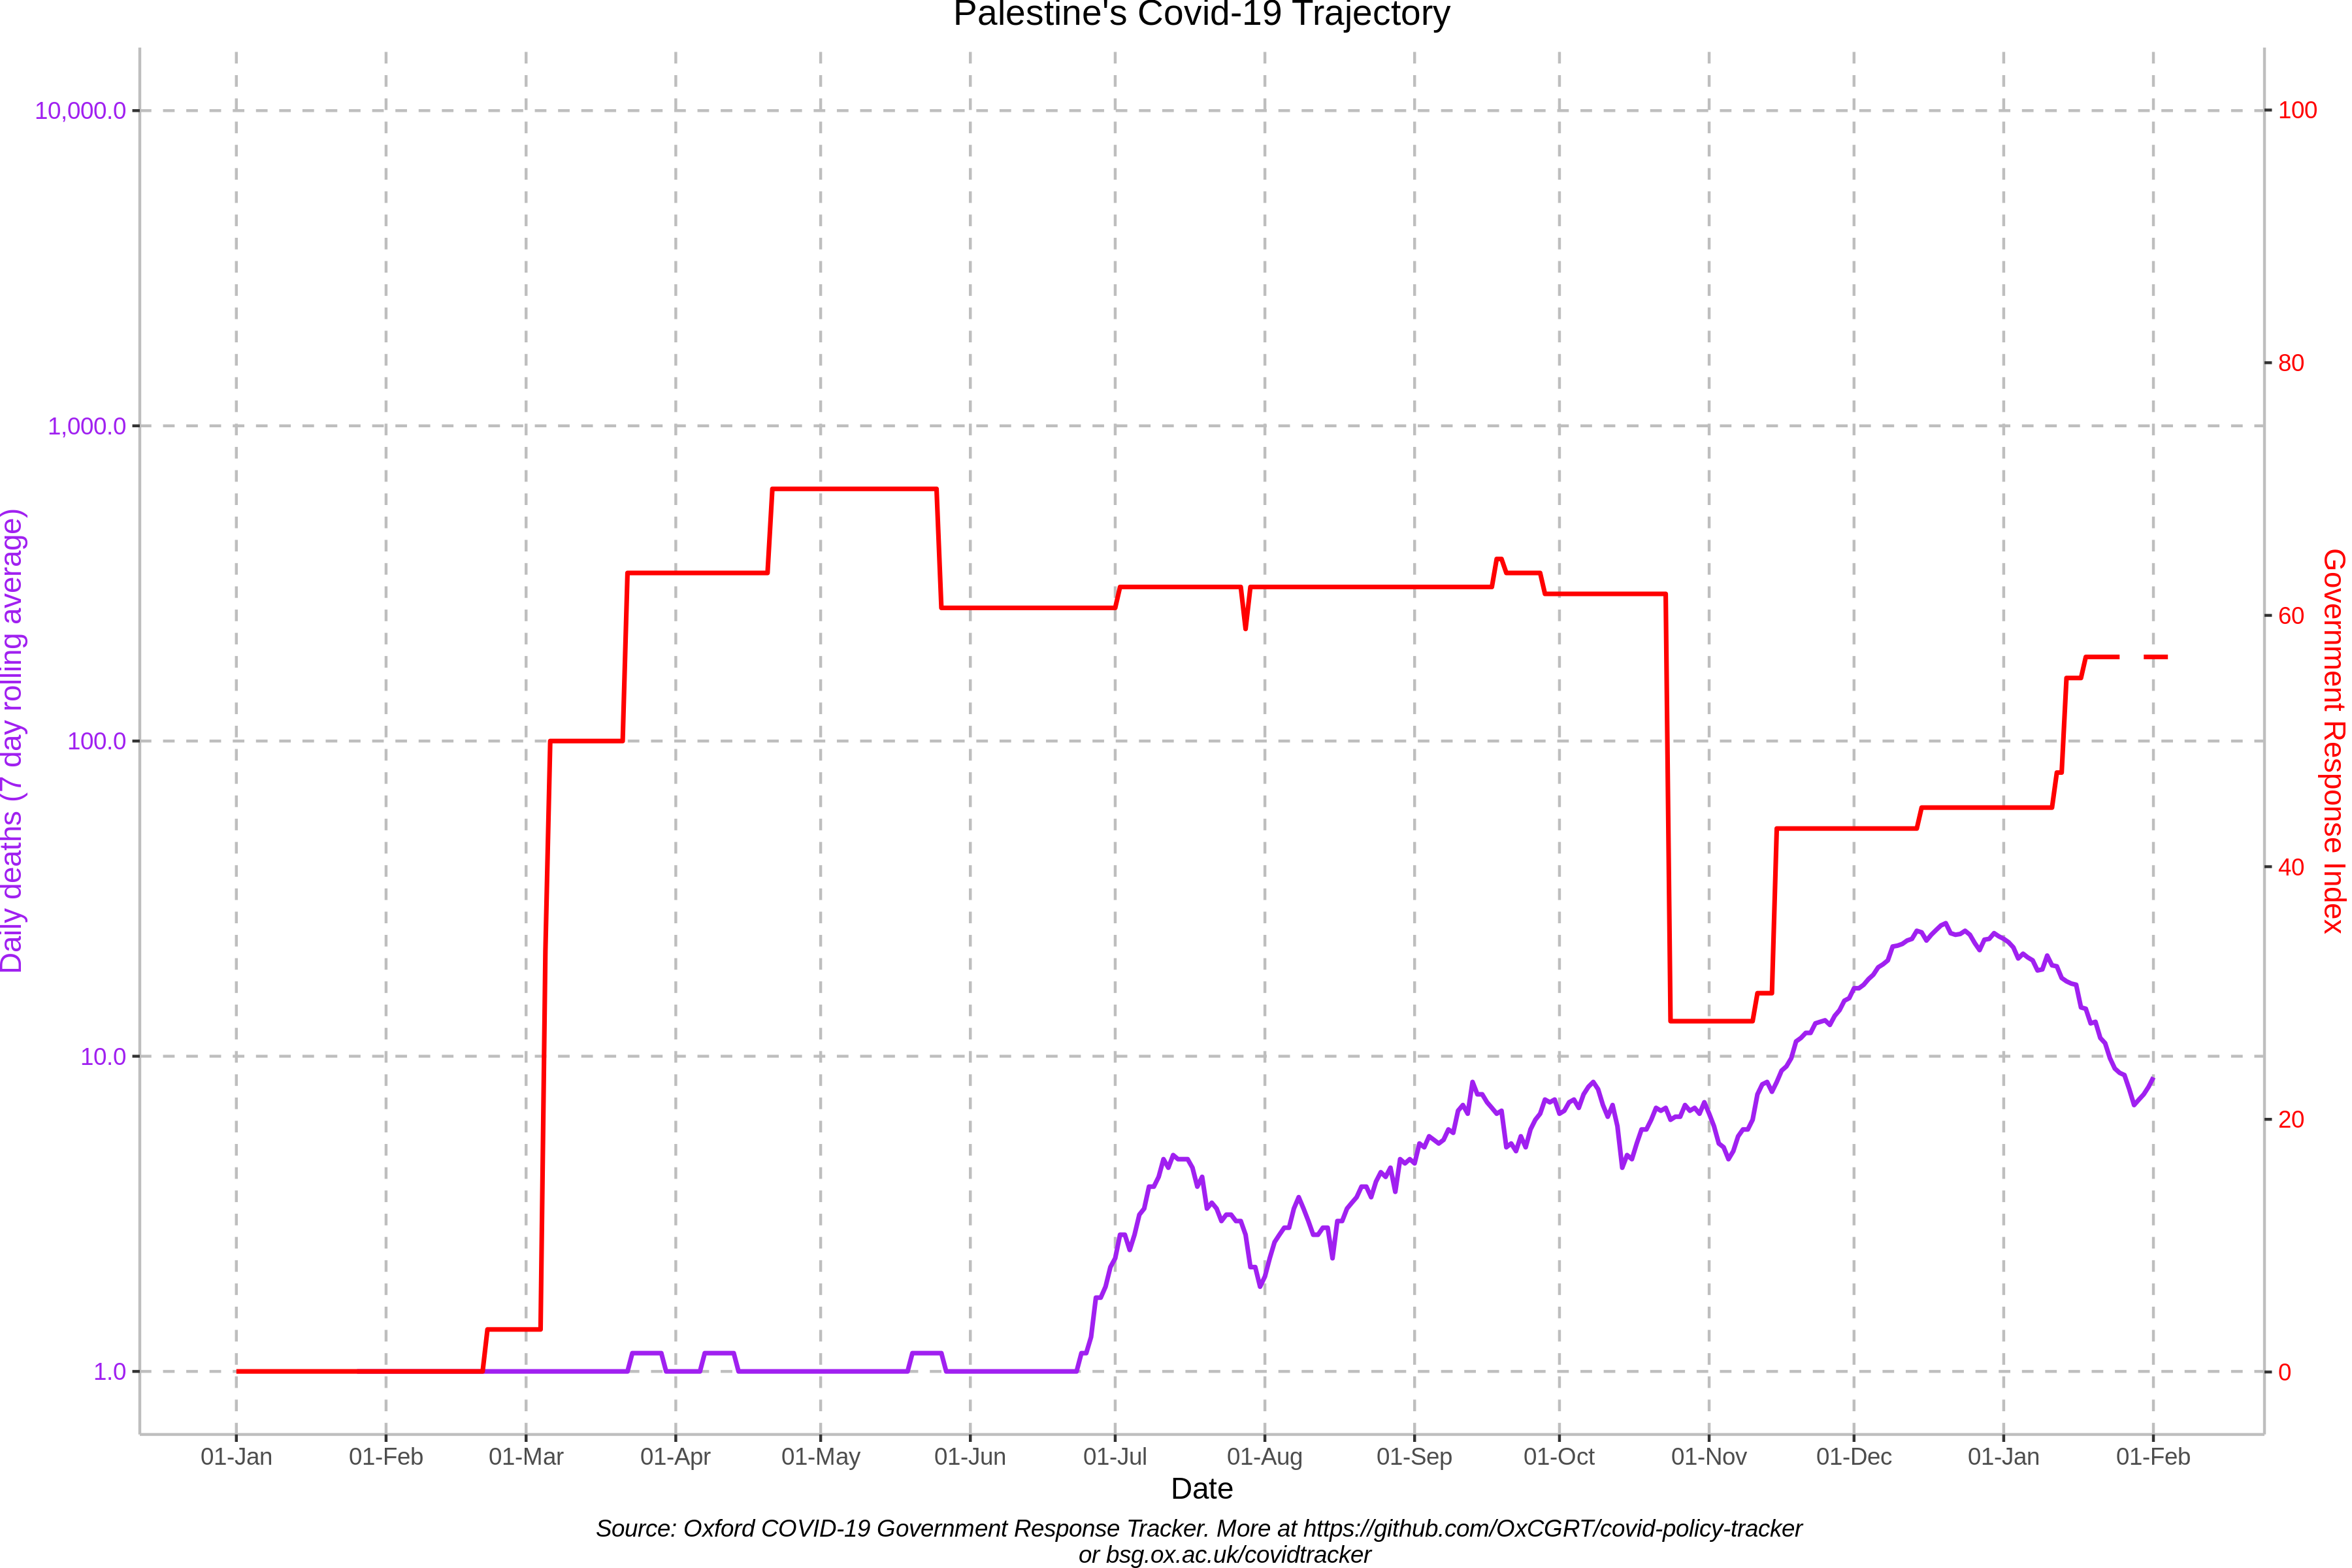 Palestine's Covid-19 Trajectory
10,000.0
1,000.0
100.0
10.0
1.0
Daily deaths (7 day rolling average)
100
80
60
40
20
0
Government Response Index
01-Jan 01-Feb 01-Mar 01-Apr 01-May 01-Jun 01-Jul 01-Aug 01-Sep 01-Oct 01-Nov 01-Dec 01-Jan 01-Feb
Date
Source: Oxford COVID-19 Government Response Tracker. More at https://github.com/OxCGRT/covid-policy-tracker
or bsg.ox.ac.uk/covidtracker